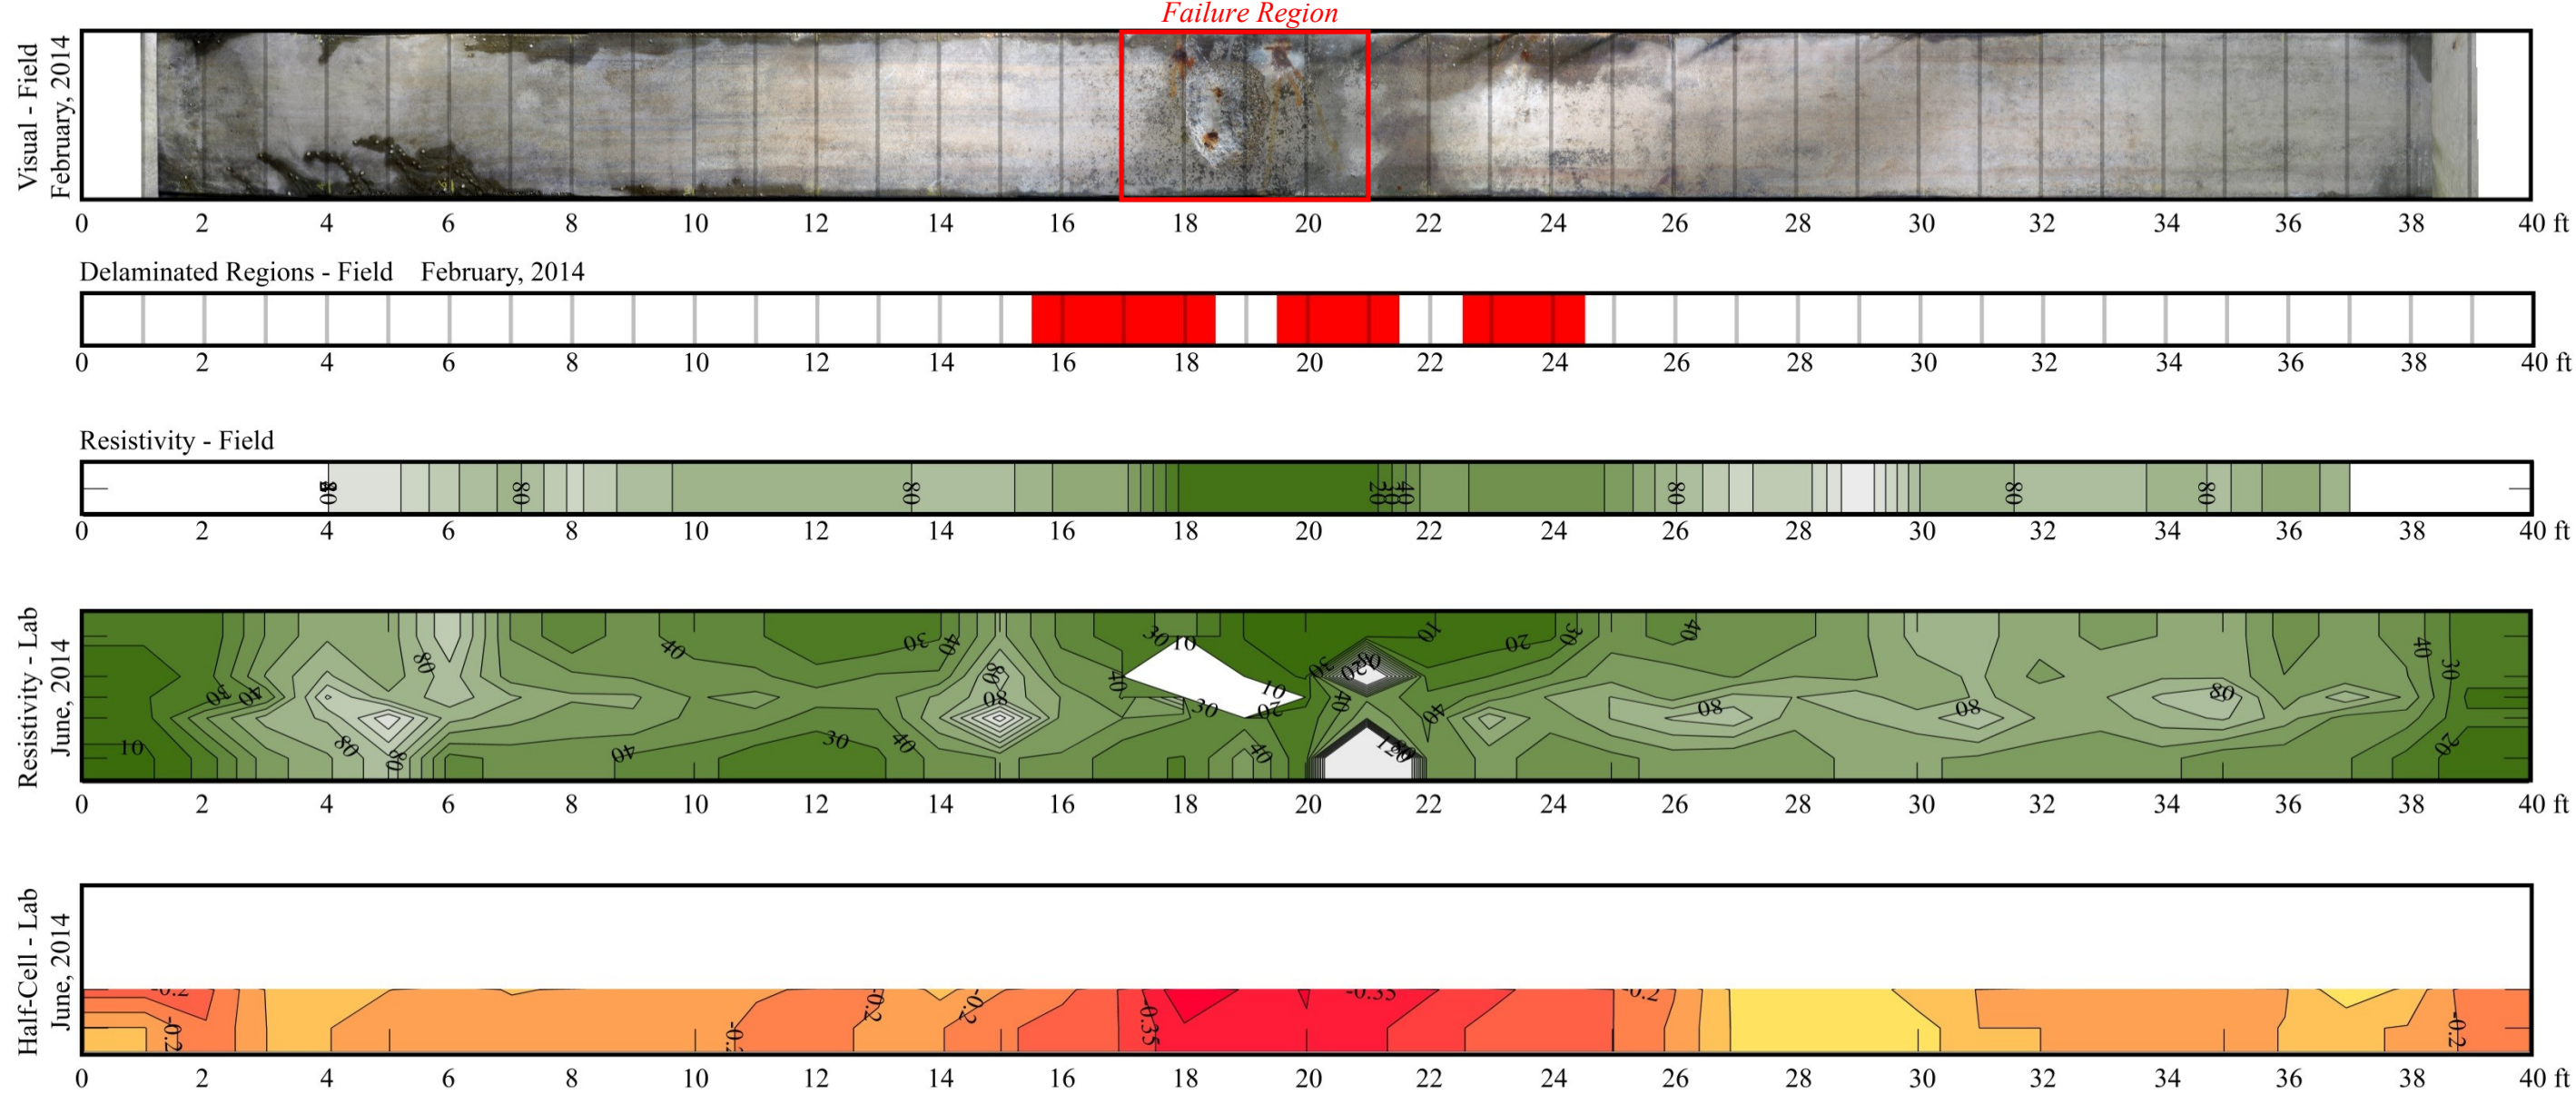 Failure Region
Visual - Field
February, 2014
0 2 4 6 8 10 12 14 16 18 20 22 24 26 28 30 32 34 36 38 40 ft
Delaminated Regions - Field February, 2014
0 2 4 6 8 10 12 14 16 18 20 22 24 26 28 30 32 34 36 38 40 ft
Resistivity - Field
80 80 80 20 40 80 80 80
0 2 4 6 8 10 12 14 16 18 20 22 24 26 28 30 32 34 36 38 40 ft
Resistivity - Lab
June, 2014
30 10 10 20 30 40 40
80 40 30 40 80 30 40 30
30 40 80 40 10 20 30 40 40 80 80 80
10 80 80 40 30 40 40 20
0 2 4 6 8 10 12 14 16 18 20 22 24 26 28 30 32 34 36 38 40 ft
Half-Cell - Lab
June, 2014
-0.2 -0.2 -0.2 -0.35 -0.35 -0.2
-0.2 -0.2
0 2 4 6 8 10 12 14 16 18 20 22 24 26 28 30 32 34 36 38 40 ft